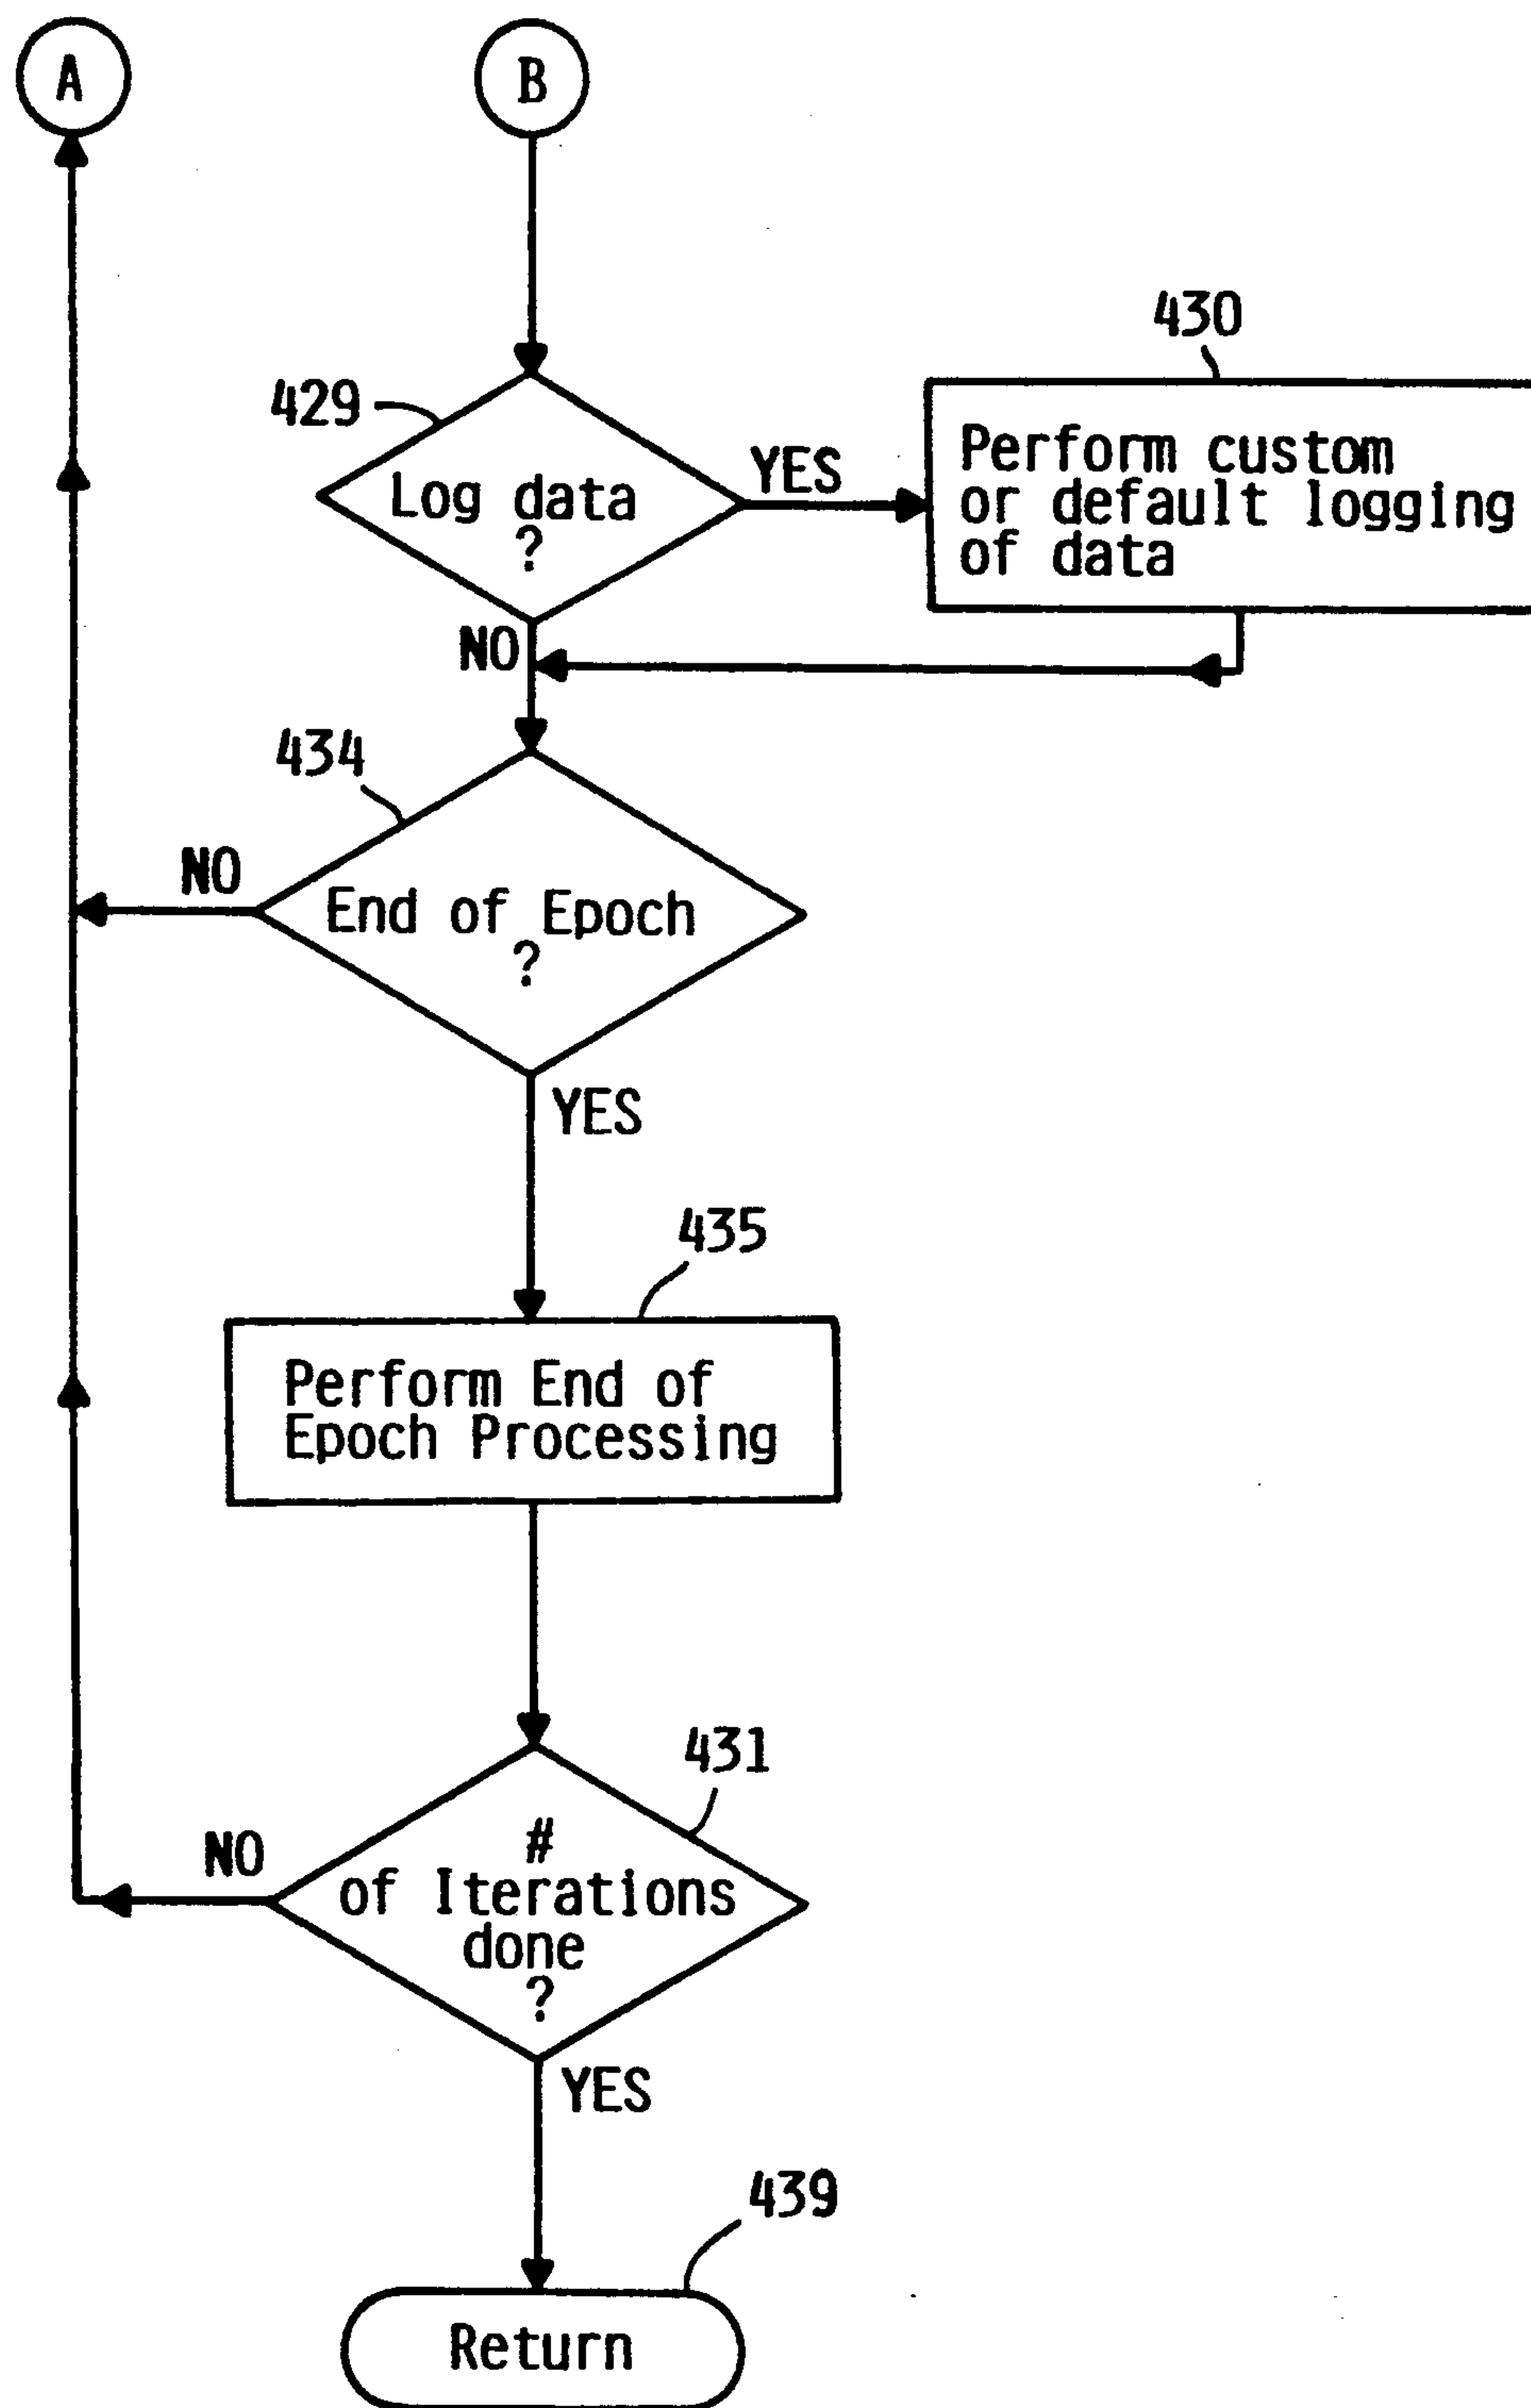 A
B
430
429
Log data
?
YES
Perform custom
or default logging
of data
NO
434
NO
End of Epoch
?
YES
435
Perform End of
Epoch Processing
431
NO
#
of Iterations
done
?
YES
439
Return